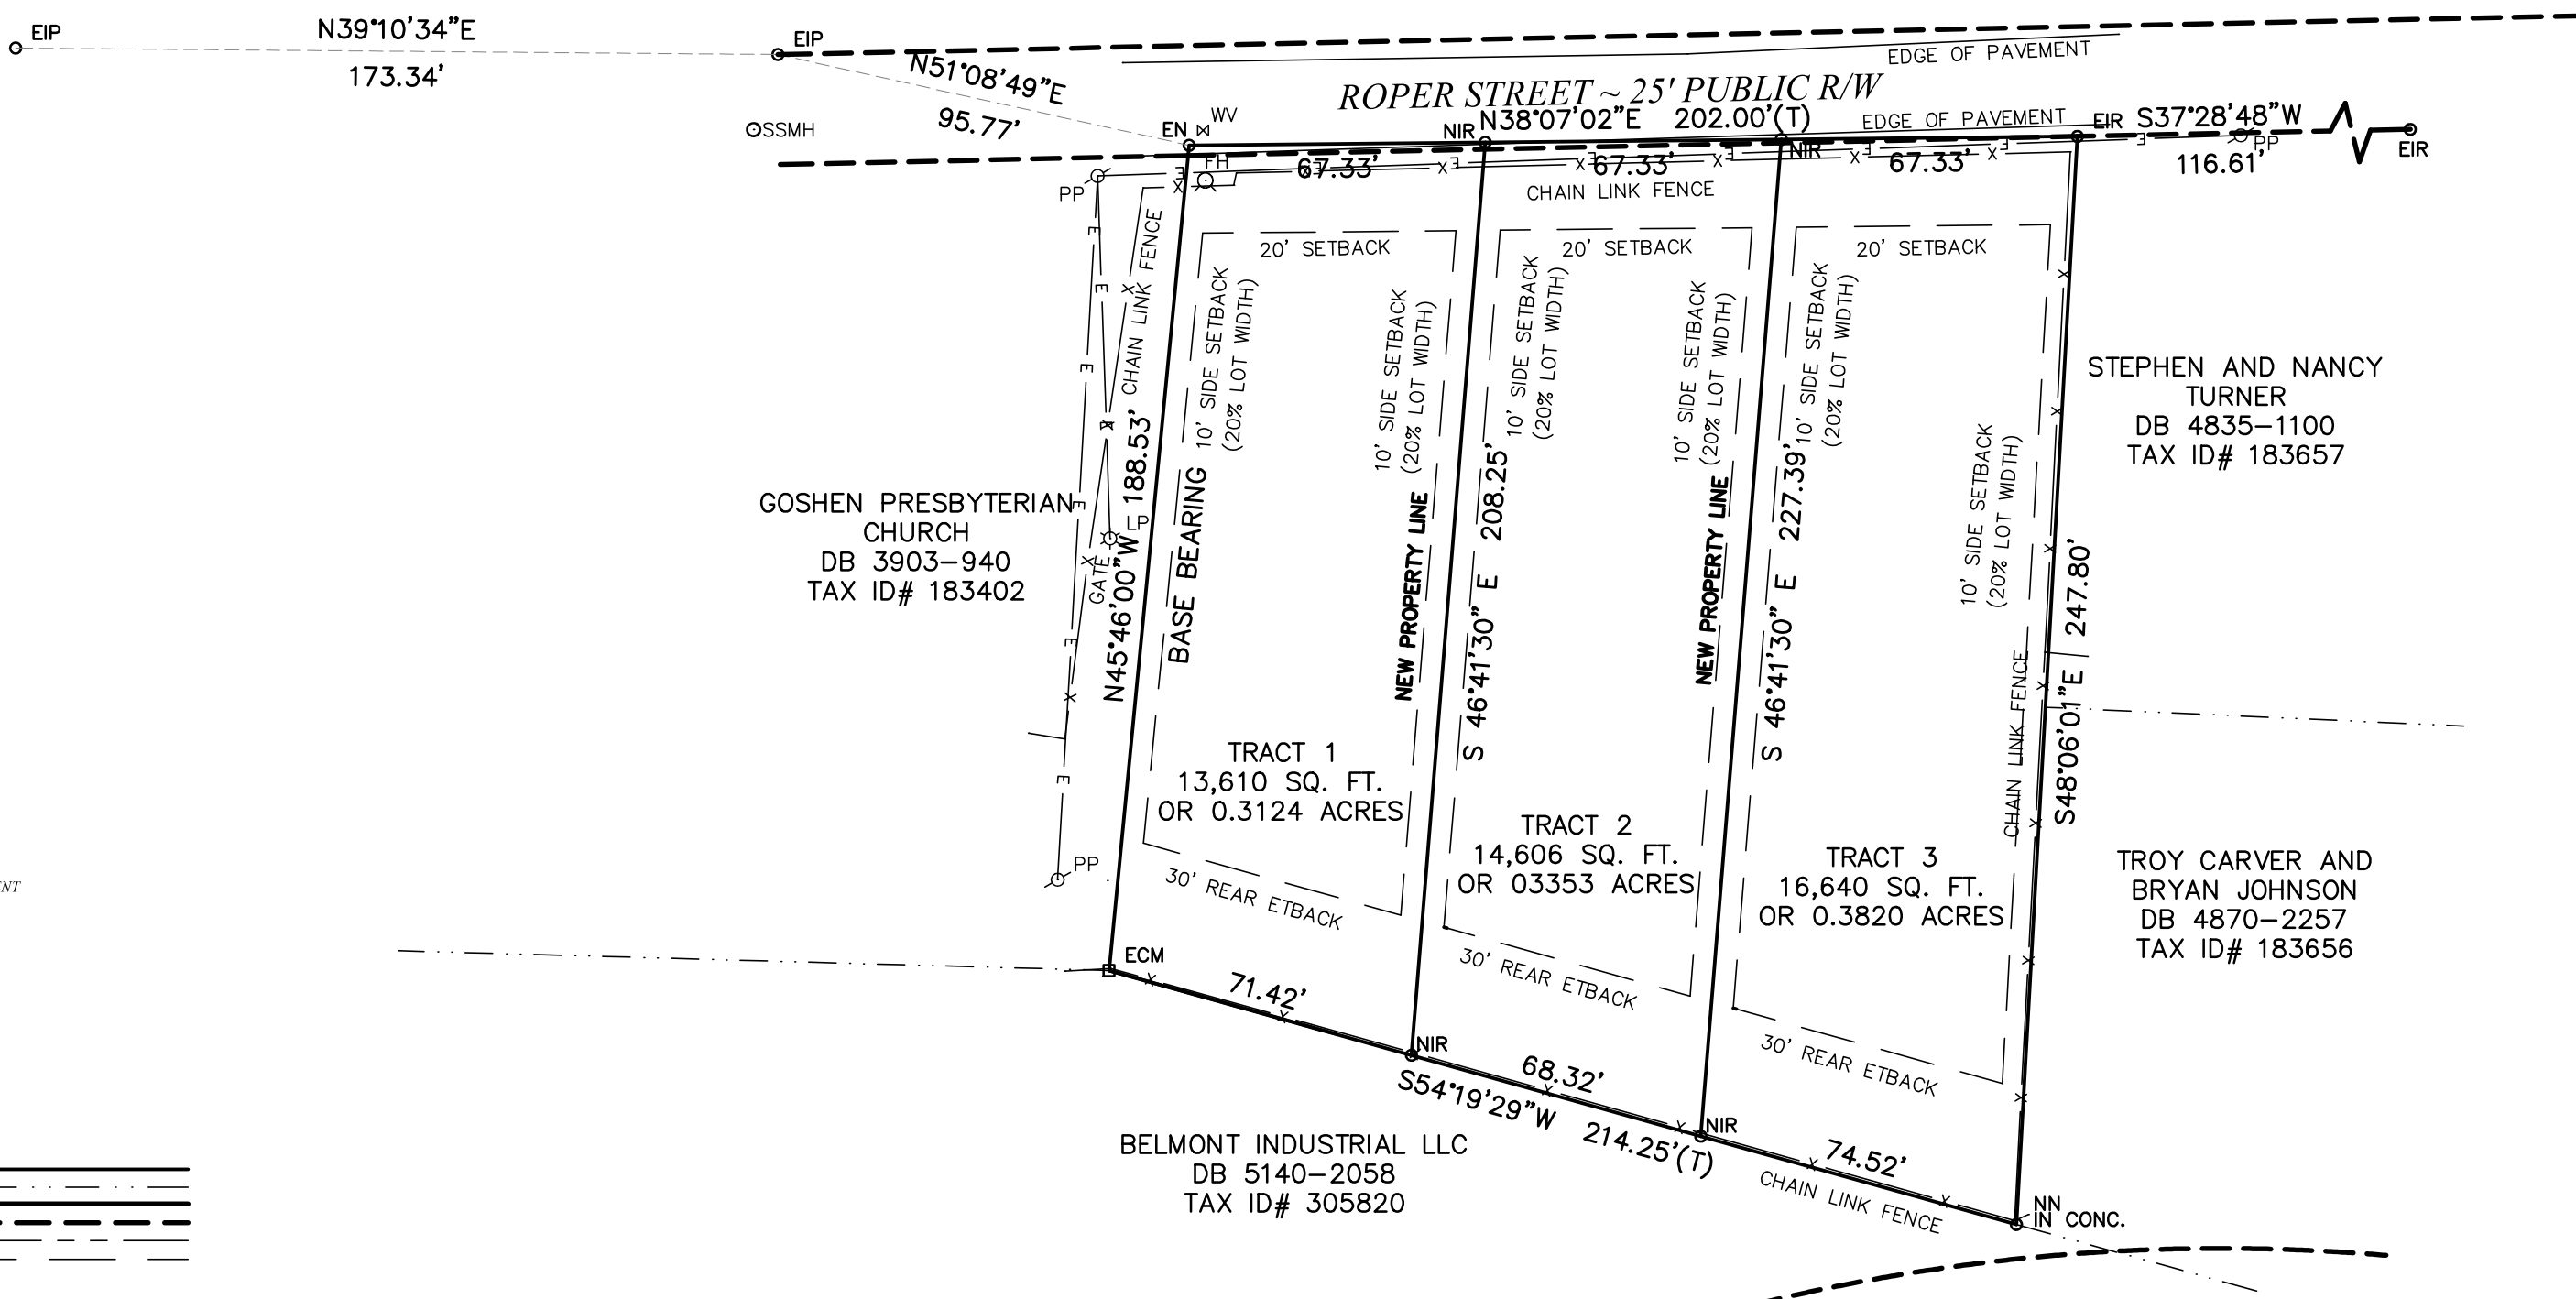 EIP
N39°10'34"E
173.34'
EIP
N51°08'49"E
95.77'
SSMH
EDGE OF PAVEMENT
ROPER STREET ~ 25' PUBLIC R/W
N38°07'02"E 202.00'(T)
EDGE OF PAVEMENT
EIR
S37°28'48"W
116.61'
PP
EIR
EN
WV
FH
NIR
NIR
67.33'
67.33'
67.33'
CHAIN LINK FENCE
PP
CHAIN LINK FENCE
20' SETBACK
20' SETBACK
20' SETBACK
10' SIDE SETBACK
(20% LOT WIDTH)
10' SIDE SETBACK
(20% LOT WIDTH)
10' SIDE SETBACK
(20% LOT WIDTH)
10' SIDE SETBACK
(20% LOT WIDTH)
10' SIDE SETBACK
(20% LOT WIDTH)
10' SIDE SETBACK
(20% LOT WIDTH)
STEPHEN AND NANCY
TURNER
DB 4835-1100
TAX ID# 183657
GOSHEN PRESBYTERIAN
CHURCH
DB 3903-940
TAX ID# 183402
LP
GATE
N45°46'00"W 188.53'
BASE BEARING
NEW PROPERTY LINE
S 46°41'30" E 208.25'
NEW PROPERTY LINE
S 46°41'30" E 227.39'
CHAIN LINK FENCE
S48°06'01"E 247.80'
TRACT 1
13,610 SQ. FT.
OR 0.3124 ACRES
TRACT 2
14,606 SQ. FT.
OR 03353 ACRES
TRACT 3
16,640 SQ. FT.
OR 0.3820 ACRES
TROY CARVER AND
BRYAN JOHNSON
DB 4870-2257
TAX ID# 183656
PP
30' REAR ETBACK
30' REAR ETBACK
30' REAR ETBACK
ECM
71.42'
NIR
68.32'
S54°19'29"W 214.25'(T)
NIR
74.52'
CHAIN LINK FENCE
NN
IN CONC.
BELMONT INDUSTRIAL LLC
DB 5140-2058
TAX ID# 305820